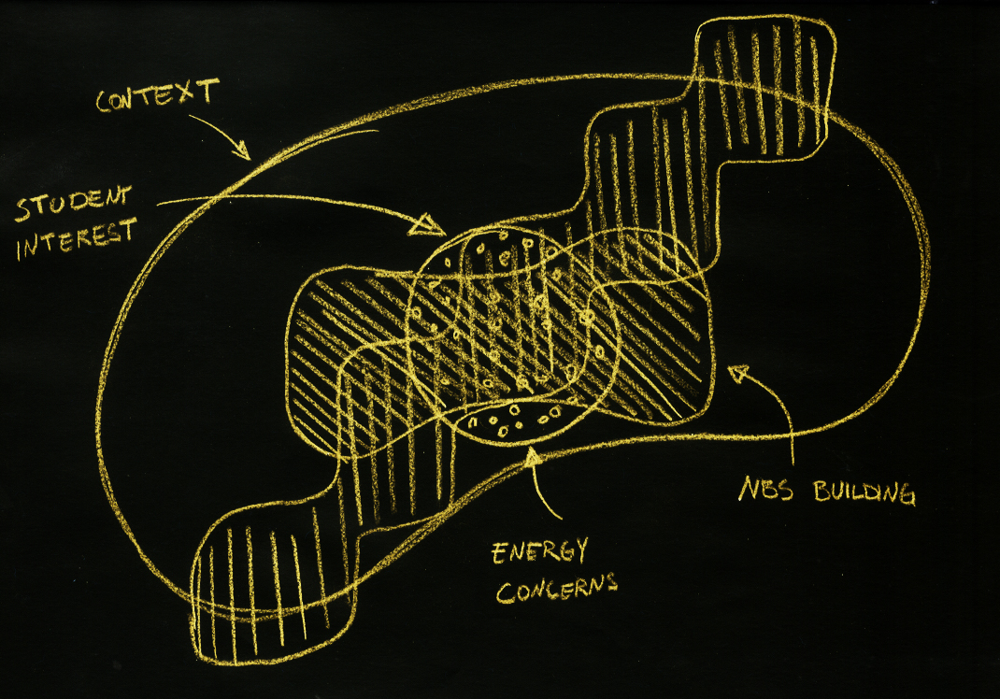 CONTEXT
STUDENT
INTEREST
NBS BUILDING
ENERGY
CONCERNS